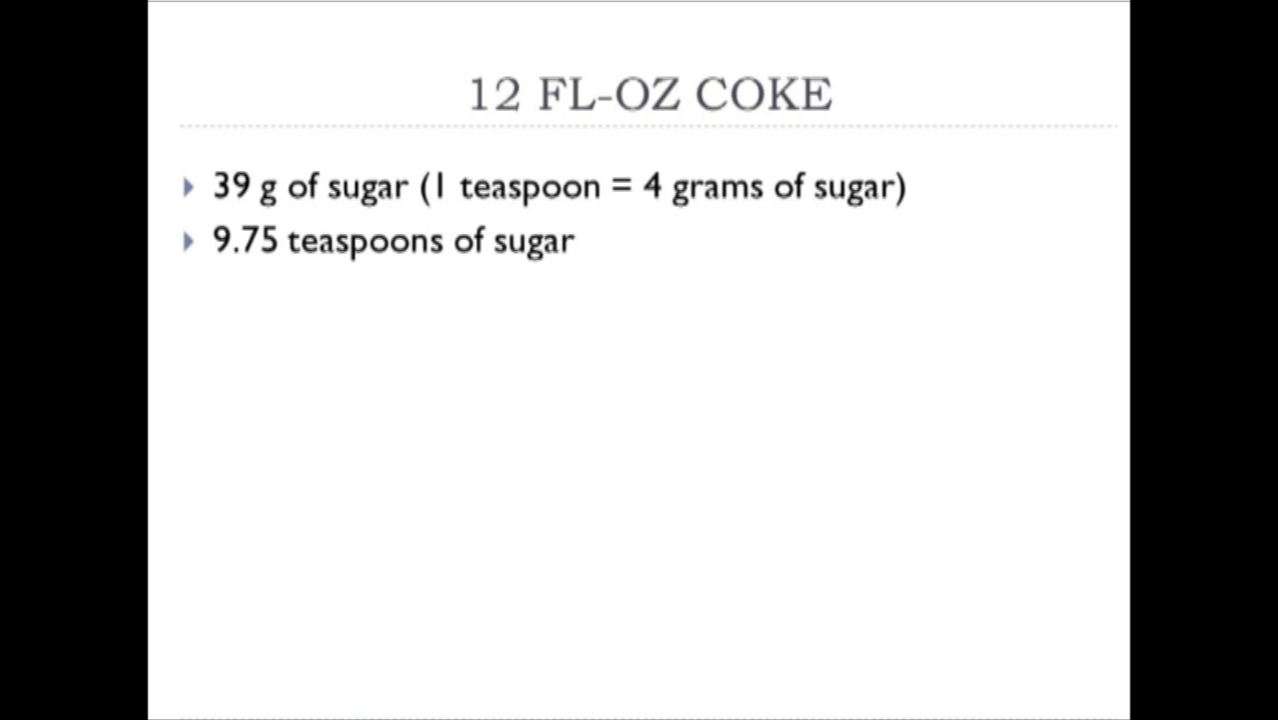 12 FL-OZ COKE
39 g of sugar (1 teaspoon = 4 grams of sugar)
9.75 teaspoons of sugar